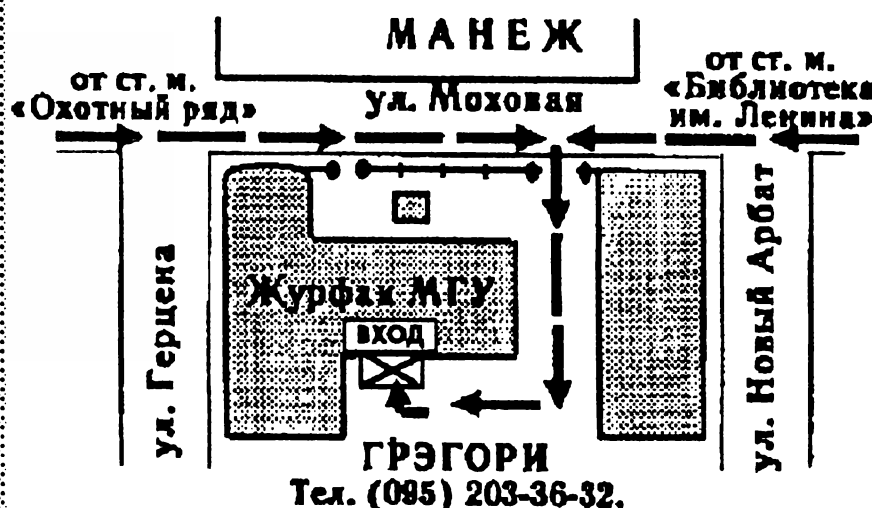 МАНЕЖ
от ст. м.
«Охотный ряд»
ул. Моховая
от ст. м.
«Библиотека
им. Ленина»
Журфак МГУ
ВХОД
ул. Герцена
ул. Новый Арбат
ГРЭГОРИ
Тел. (095) 203-36-32,